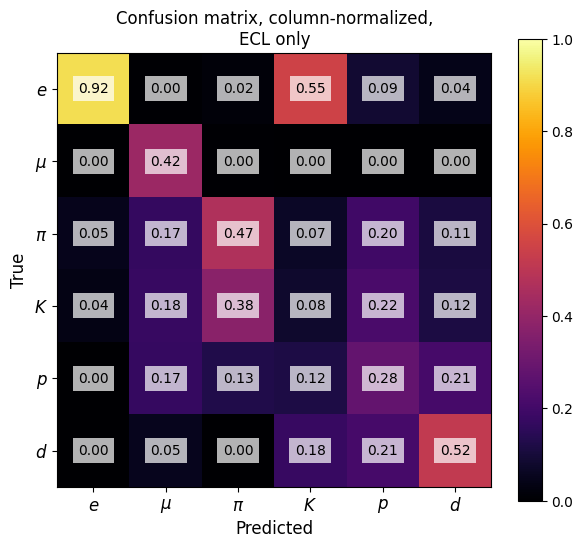 Confusion matrix, column-normalized,
ECL only
e 0.92 0.00 0.02 0.55 0.09 0.04
μ 0.00 0.42 0.00 0.00 0.00 0.00
π 0.05 0.17 0.47 0.07 0.20 0.11
K 0.04 0.18 0.38 0.08 0.22 0.12
p 0.00 0.17 0.13 0.12 0.28 0.21
d 0.00 0.05 0.00 0.18 0.21 0.52
e μ π K p d
Predicted
True
1.0
0.8
0.6
0.4
0.2
0.0